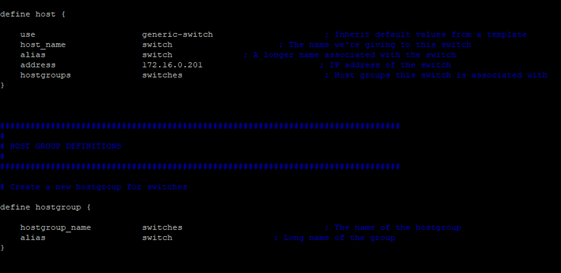 define host {
use generic-switch ; Inherit default values from a template
host_name switch ; The name we're giving to this switch
alias switch ; A longer name associated with the switch
address 172.16.0.201 ; IP address of the switch
hostgroups switches ; Host groups this switch is associated with
}
###############################################################################
#
# HOST GROUP DEFINITIONS
#
###############################################################################
# Create a new hostgroup for switches
define hostgroup {
hostgroup_name switches ; The name of the hostgroup
alias switch ; Long name of the group
}